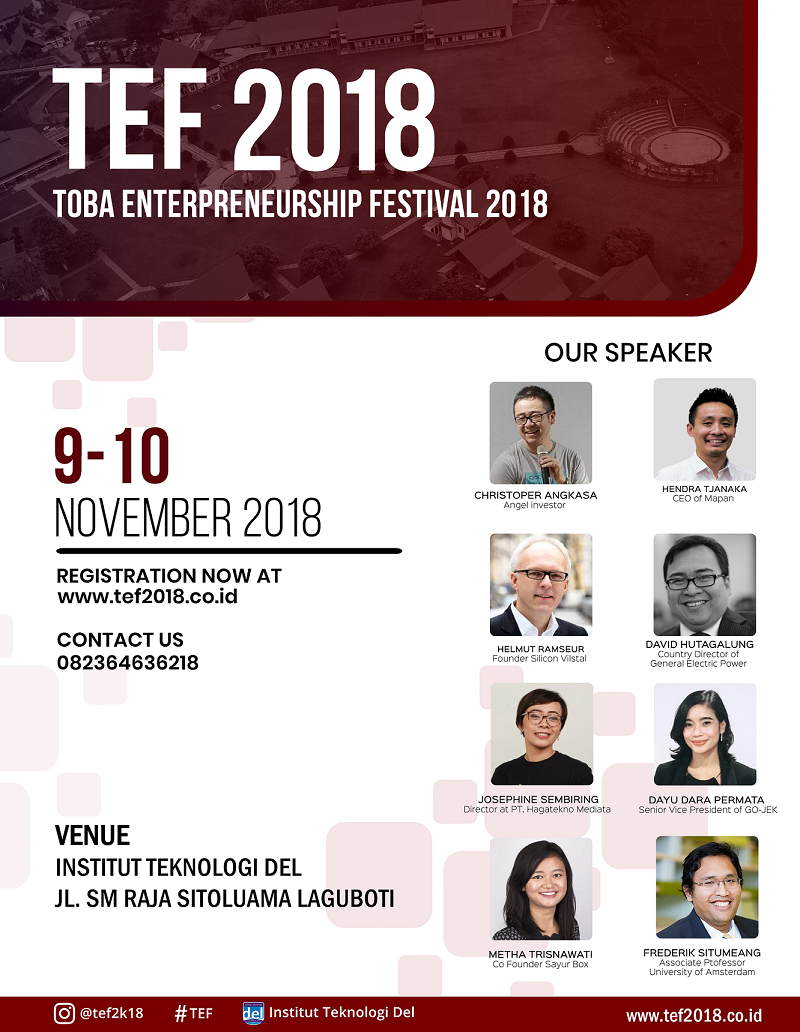 TEF 2018
TOBA ENTERPRENEURSHIP FESTIVAL 2018
9-10
NOVEMBER 2018
REGISTRATION NOW AT
www.tef2018.co.id
CONTACT US
082364636218
VENUE
INSTITUT TEKNOLOGI DEL
JL. SM RAJA SITOLUAMA LAGUBOTI
OUR SPEAKER
CHRISTOPER ANGKASA
Angel investor
HENDRA TJANAKA
CEO of Mapan
HELMUT RAMSEUR
Founder Silicon Vilstal
DAVID HUTAGALUNG
Country Director of
General Electric Power
JOSEPHINE SEMBIRING
Director at PT. Hagatekno Mediata
DAYU DARA PERMATA
Senior Vice President of GO-JEK
METHA TRISNAWATI
Co Founder Sayur Box
FREDERIK SITUMEANG
Associate Ptofessor
University of Amsterdam
@tef2k18
#TEF
del
Institut Teknologi Del
www.tef2018.co.id